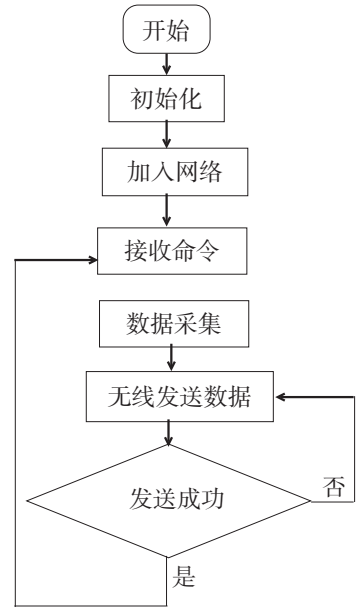 开始
初始化
加入网络
接收命令
数据采集
无线发送数据
发送成功
否
是